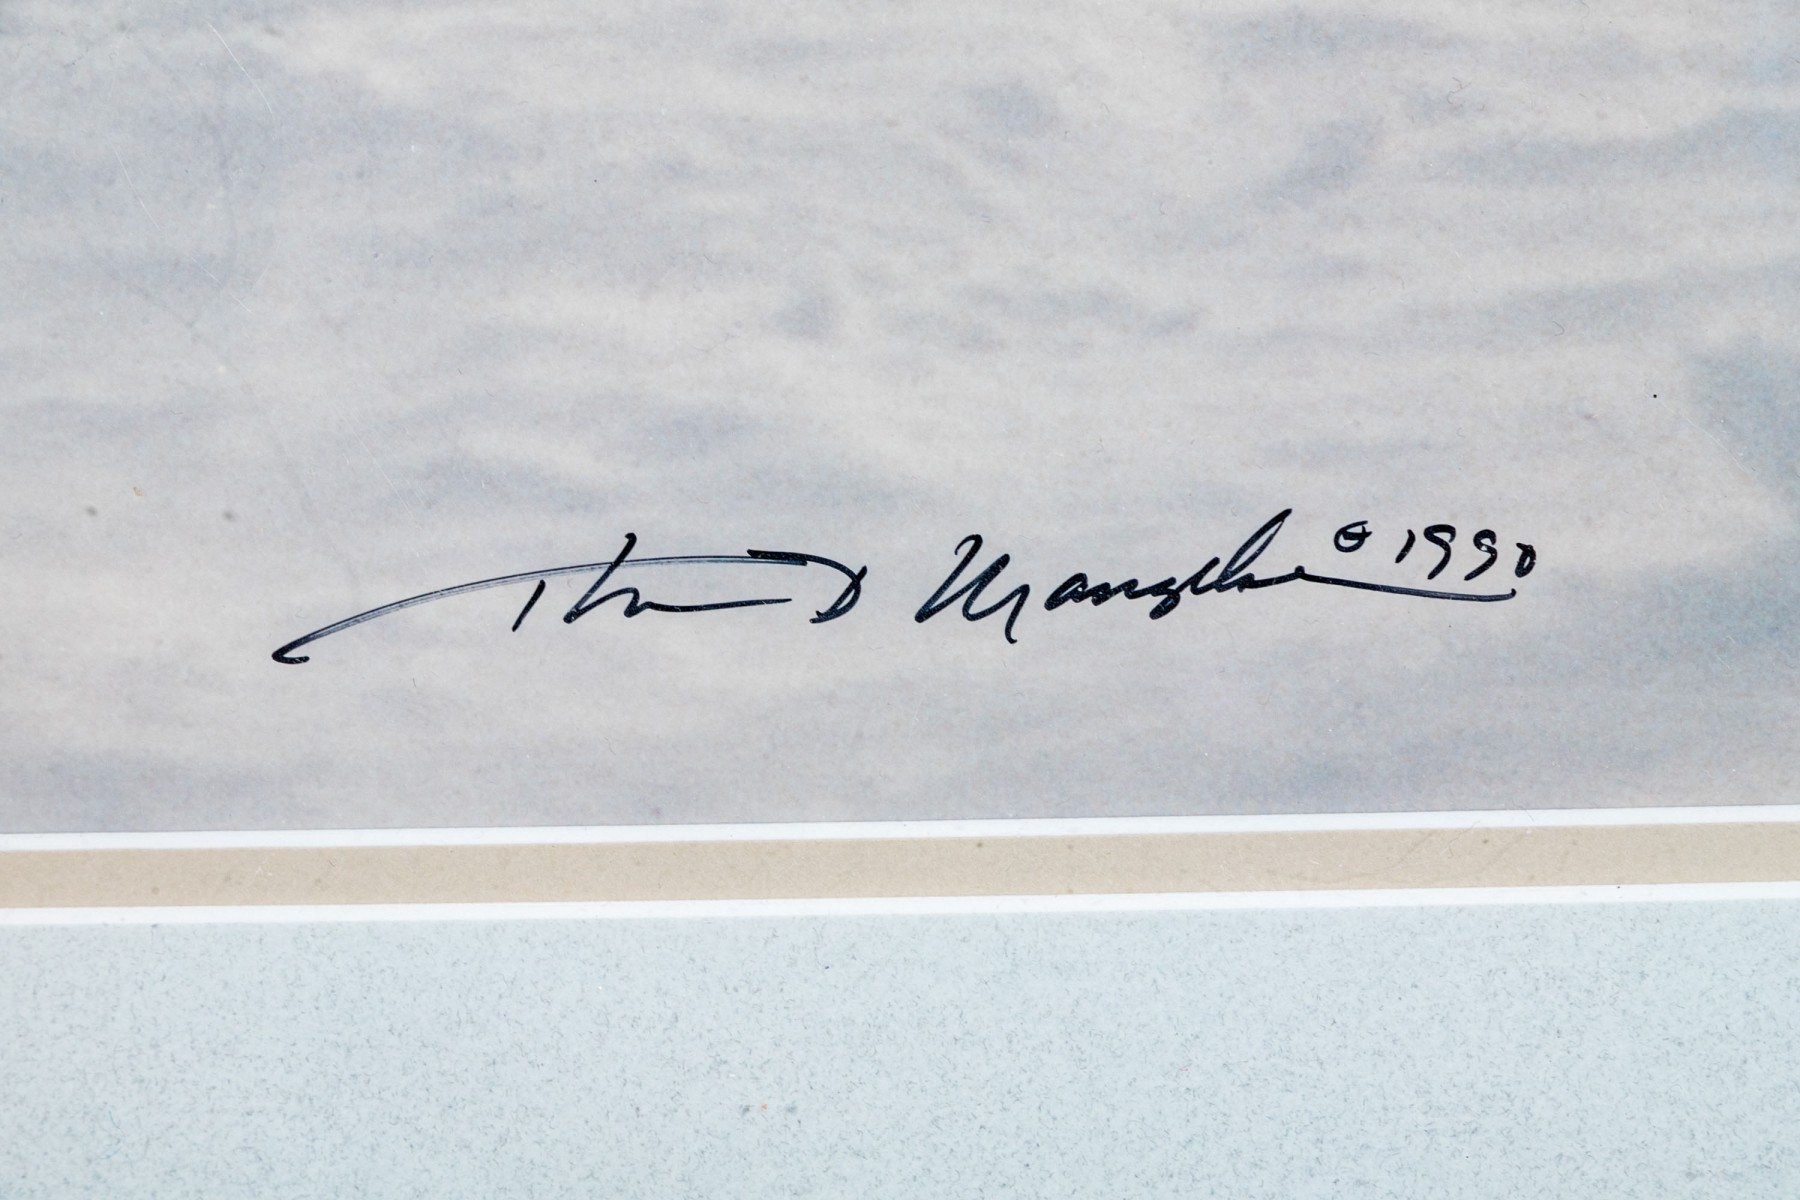 Thomas D Mangelsen © 1990